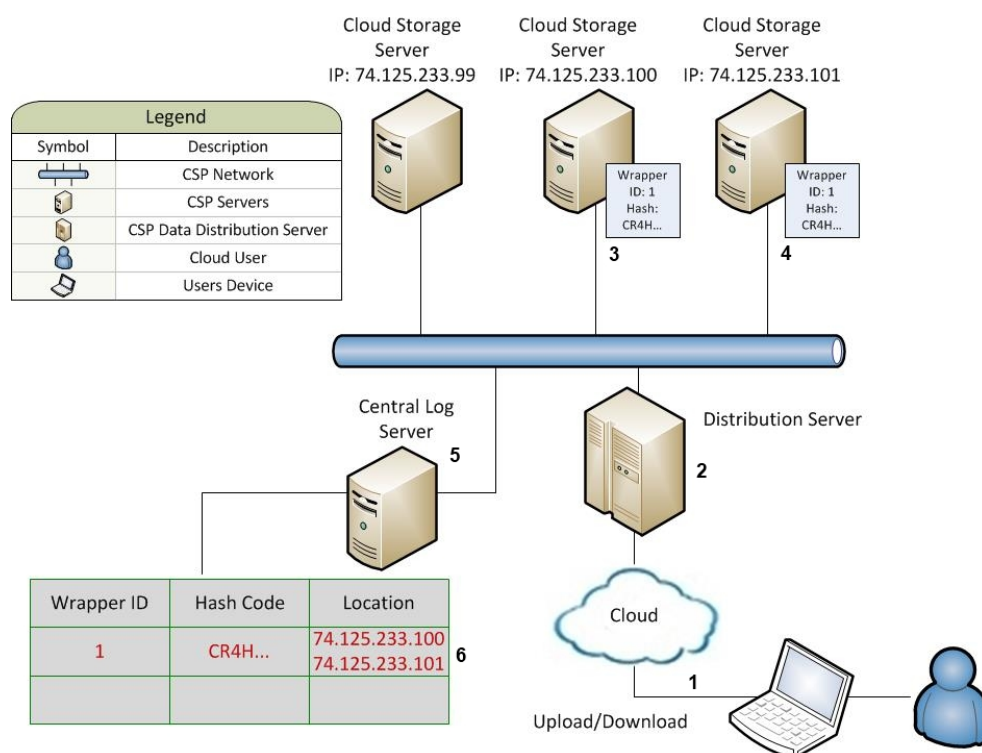 Cloud Storage
Server
IP: 74.125.233.99
Cloud Storage
Server
IP: 74.125.233.100
Cloud Storage
Server
IP: 74.125.233.101
Legend
Symbol Description
CSP Network
CSP Servers
CSP Data Distribution Server
Cloud User
Users Device
Wrapper
ID: 1
Hash:
CR4H...
3
Wrapper
ID: 1
Hash:
CR4H...
4
Central Log
Server
5
Distribution Server
2
Wrapper ID Hash Code Location
1 CR4H... 74.125.233.100
74.125.233.101
6
Cloud
1
Upload/Download